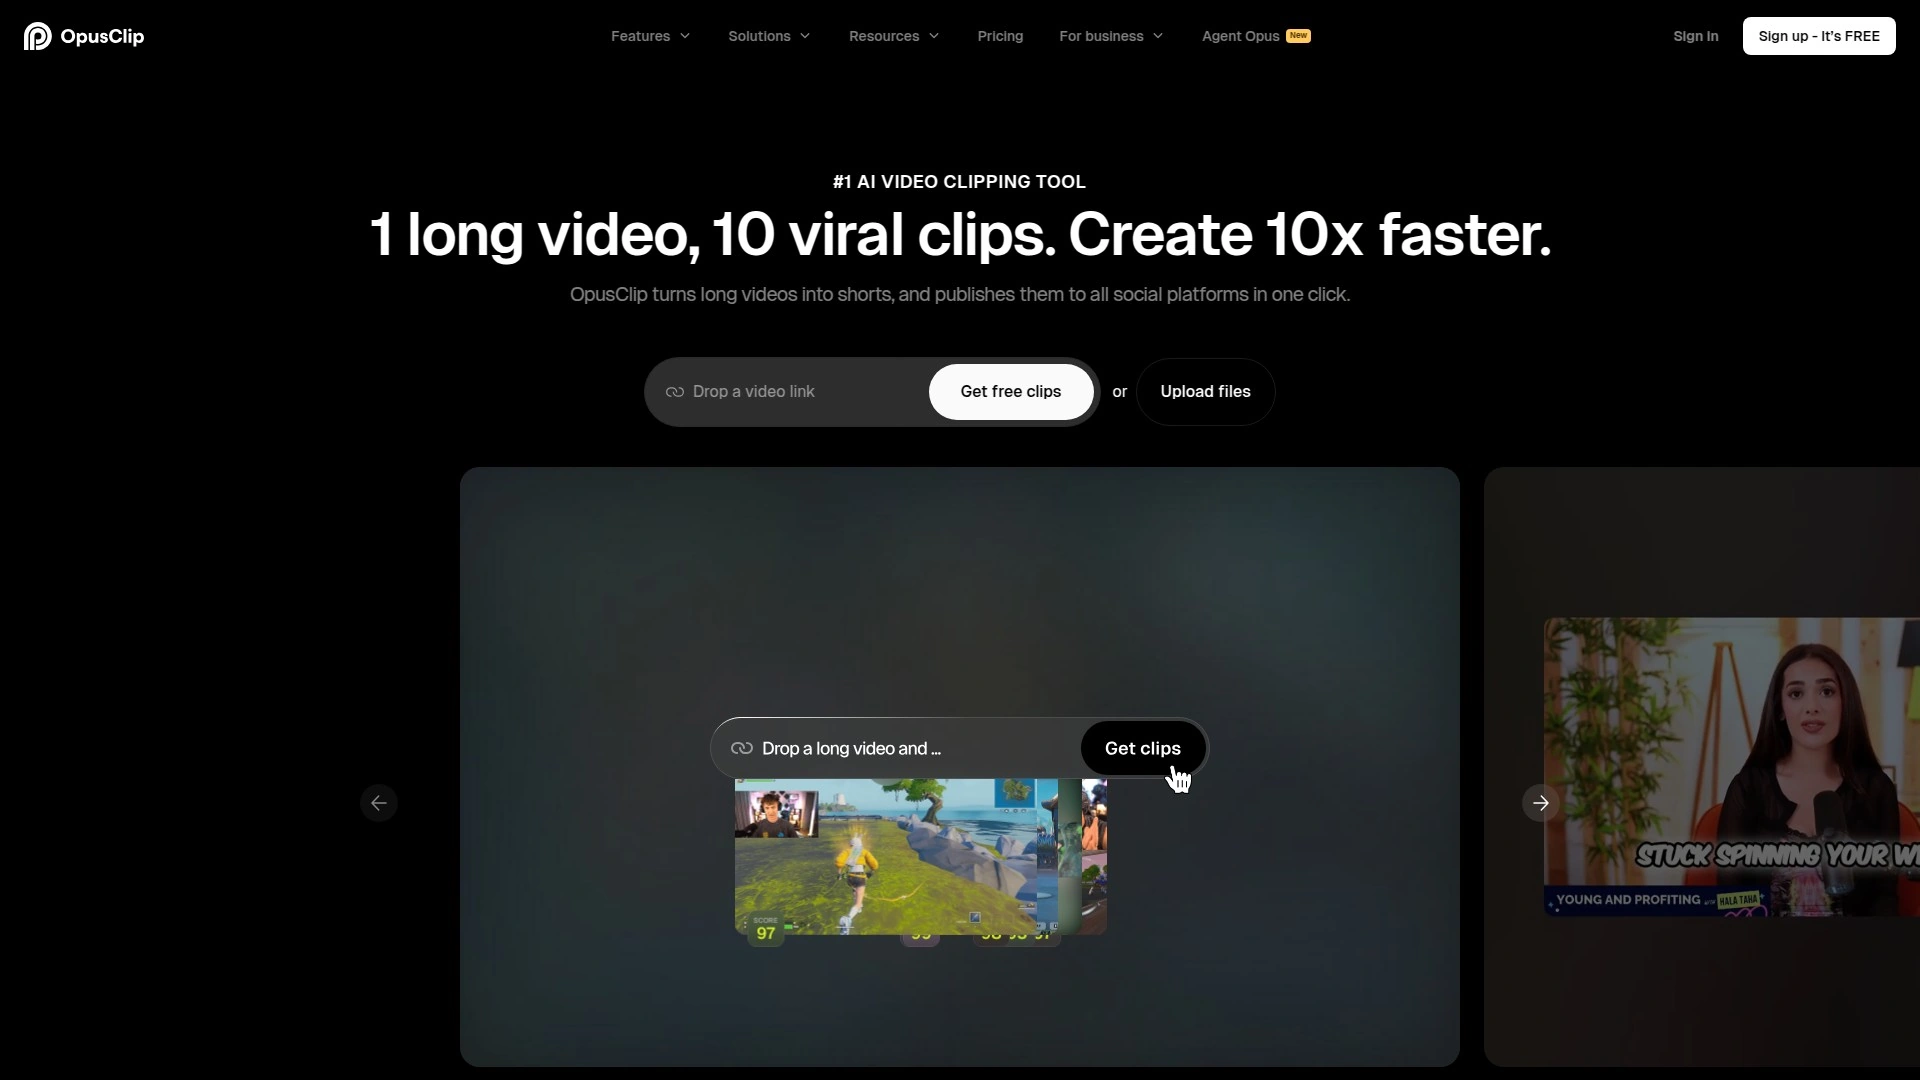 OpusClip
Features
Solutions
Resources
Pricing
For business
Agent Opus New
Sign In
Sign up - It's FREE
#1 AI VIDEO CLIPPING TOOL
1 long video, 10 viral clips. Create 10x faster.
OpusClip turns long videos into shorts, and publishes them to all social platforms in one click.
Drop a video link
Get free clips
or
Upload files
Drop a long video and ...
Get clips
SCORE
97
STUCK SPINNING YOUR
YOUNG AND PROFITING WITH HALA TAHA